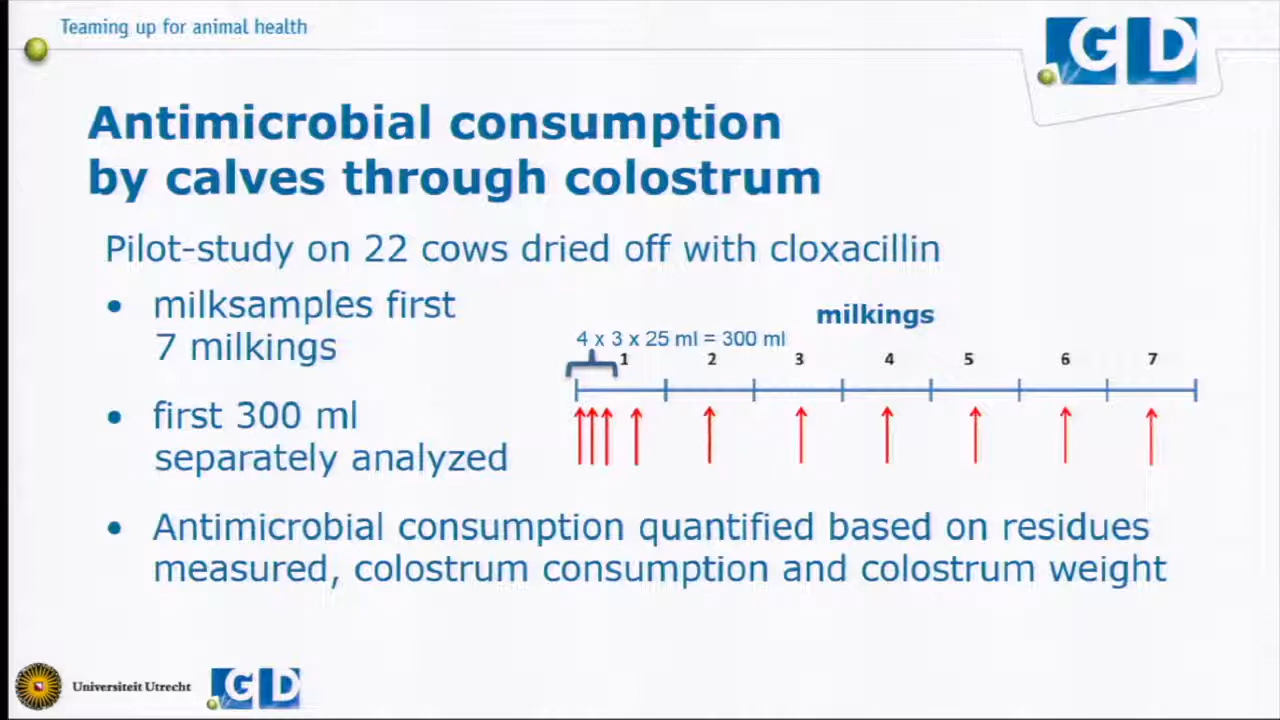 Teaming up for animal health
GD
Antimicrobial consumption
by calves through colostrum
Pilot-study on 22 cows dried off with cloxacillin
• milksamples first
7 milkings
milkings
4 x 3 x 25 ml = 300 ml
1 2 3 4 5 6 7
• first 300 ml
separately analyzed
• Antimicrobial consumption quantified based on residues
measured, colostrum consumption and colostrum weight
Universiteit Utrecht
GD